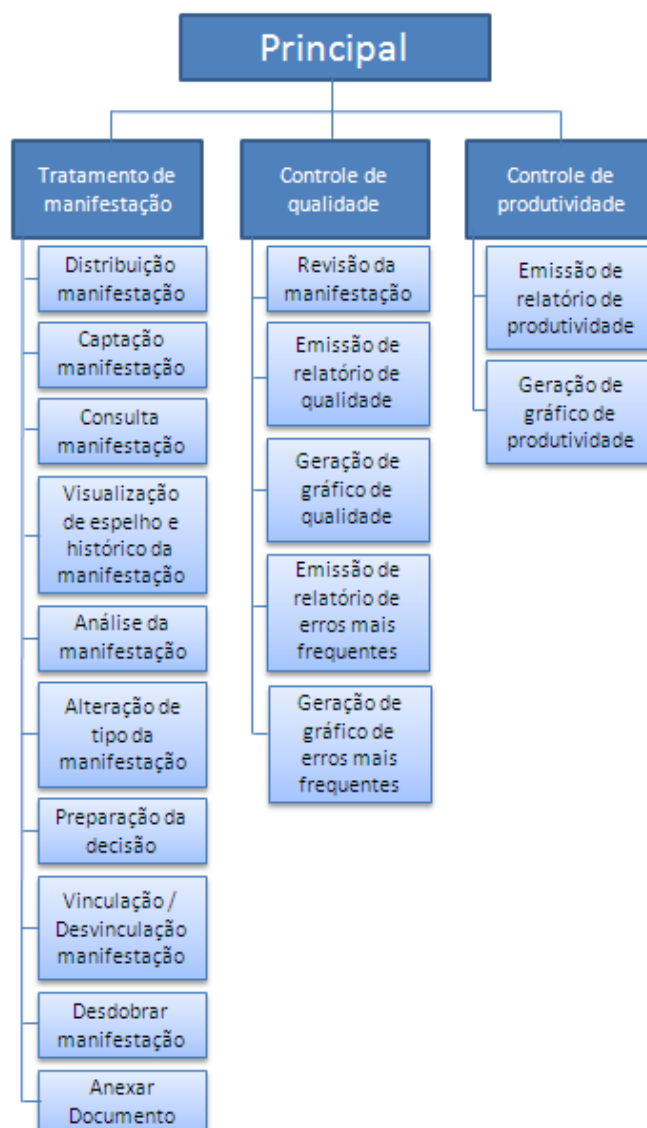 Principal
Tratamento de
manifestação
Distribuição
manifestação
Captação
manifestação
Consulta
manifestação
Visualização
de espelho e
histórico da
manifestação
Análise da
manifestação
Alteração de
tipo da
manifestação
Preparação da
decisão
Vinculação /
Desvinculação
manifestação
Desdobrar
manifestação
Anexar
Documento
Controle de
qualidade
Revisão da
manifestação
Emissão de
relatório de
qualidade
Geração de
gráfico de
qualidade
Emissão de
relatório de
erros mais
frequentes
Geração de
gráfico de
erros mais
frequentes
Controle de
produtividade
Emissão de
relatório de
produtividade
Geração de
gráfico de
produtividade